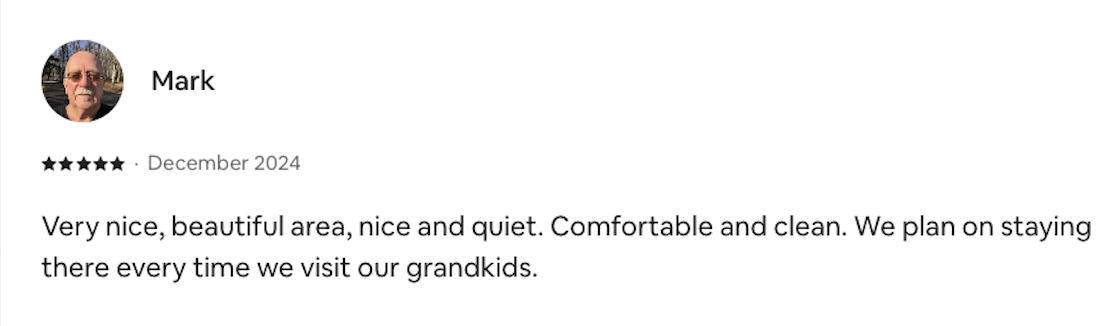 Mark
★★★★★ · December 2024
Very nice, beautiful area, nice and quiet. Comfortable and clean. We plan on staying
there every time we visit our grandkids.